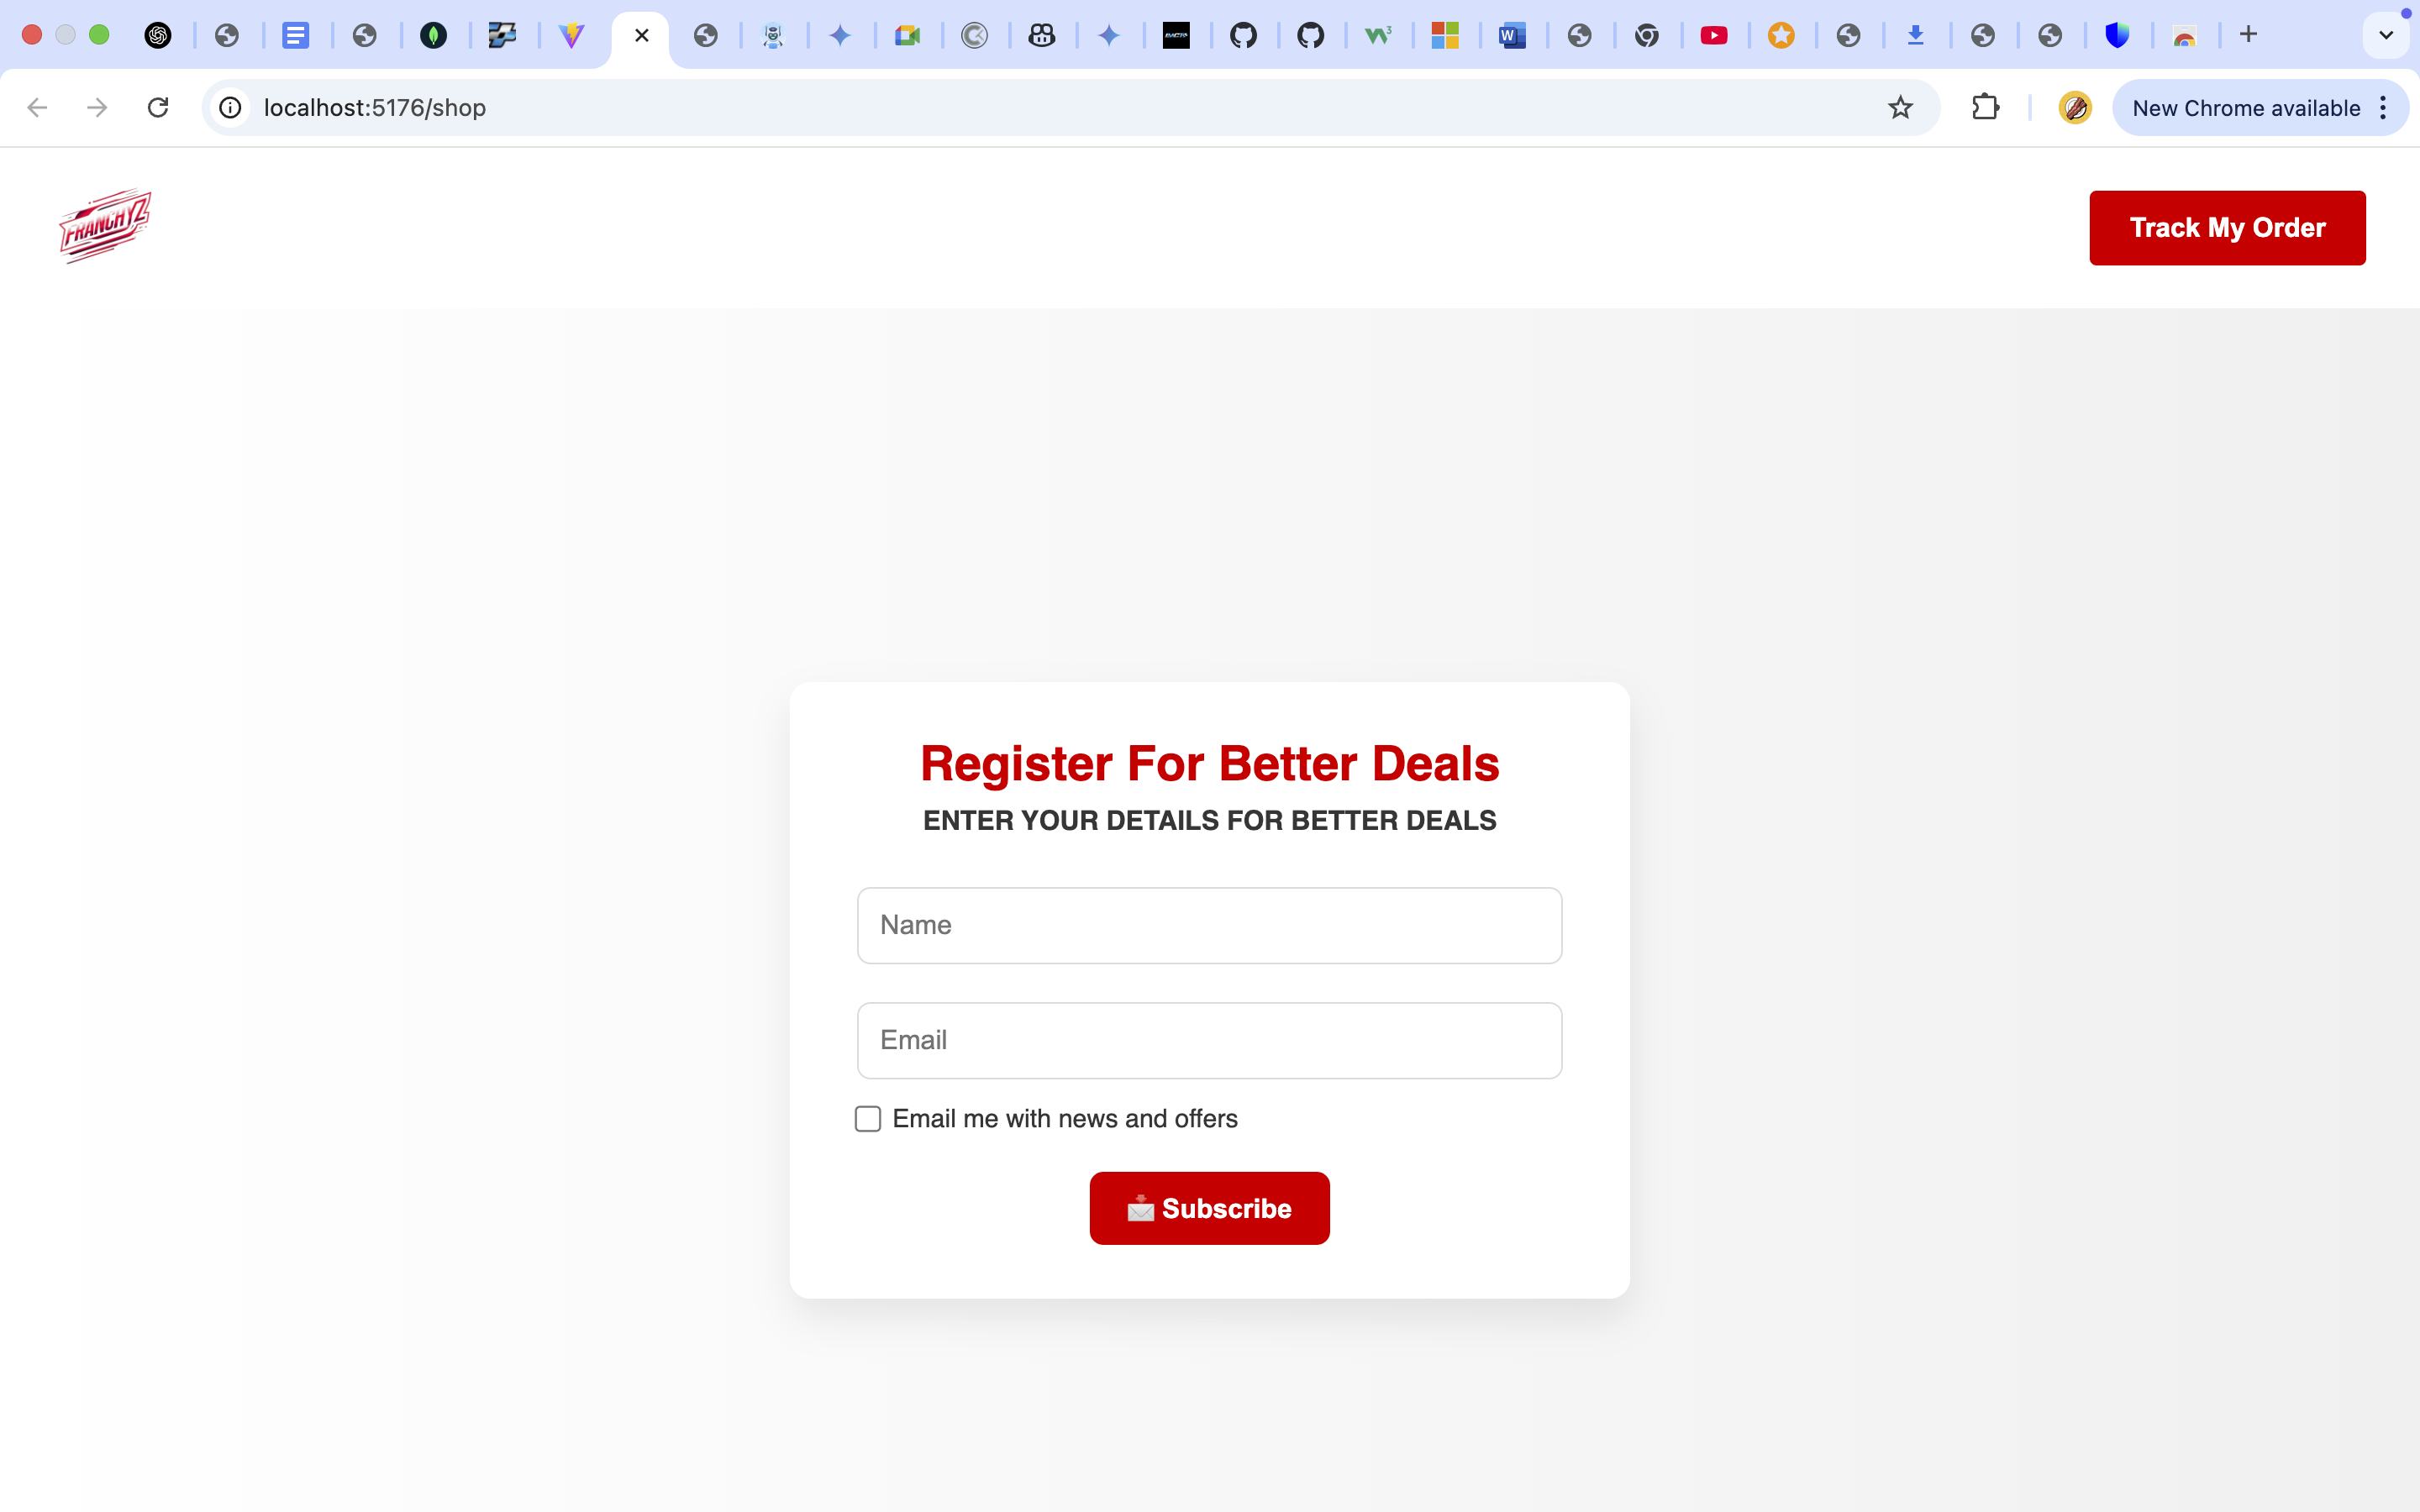 localhost:5176/shop
New Chrome available
FRANCHYZ
Track My Order
Register For Better Deals
ENTER YOUR DETAILS FOR BETTER DEALS
Name
Email
Email me with news and offers
Subscribe